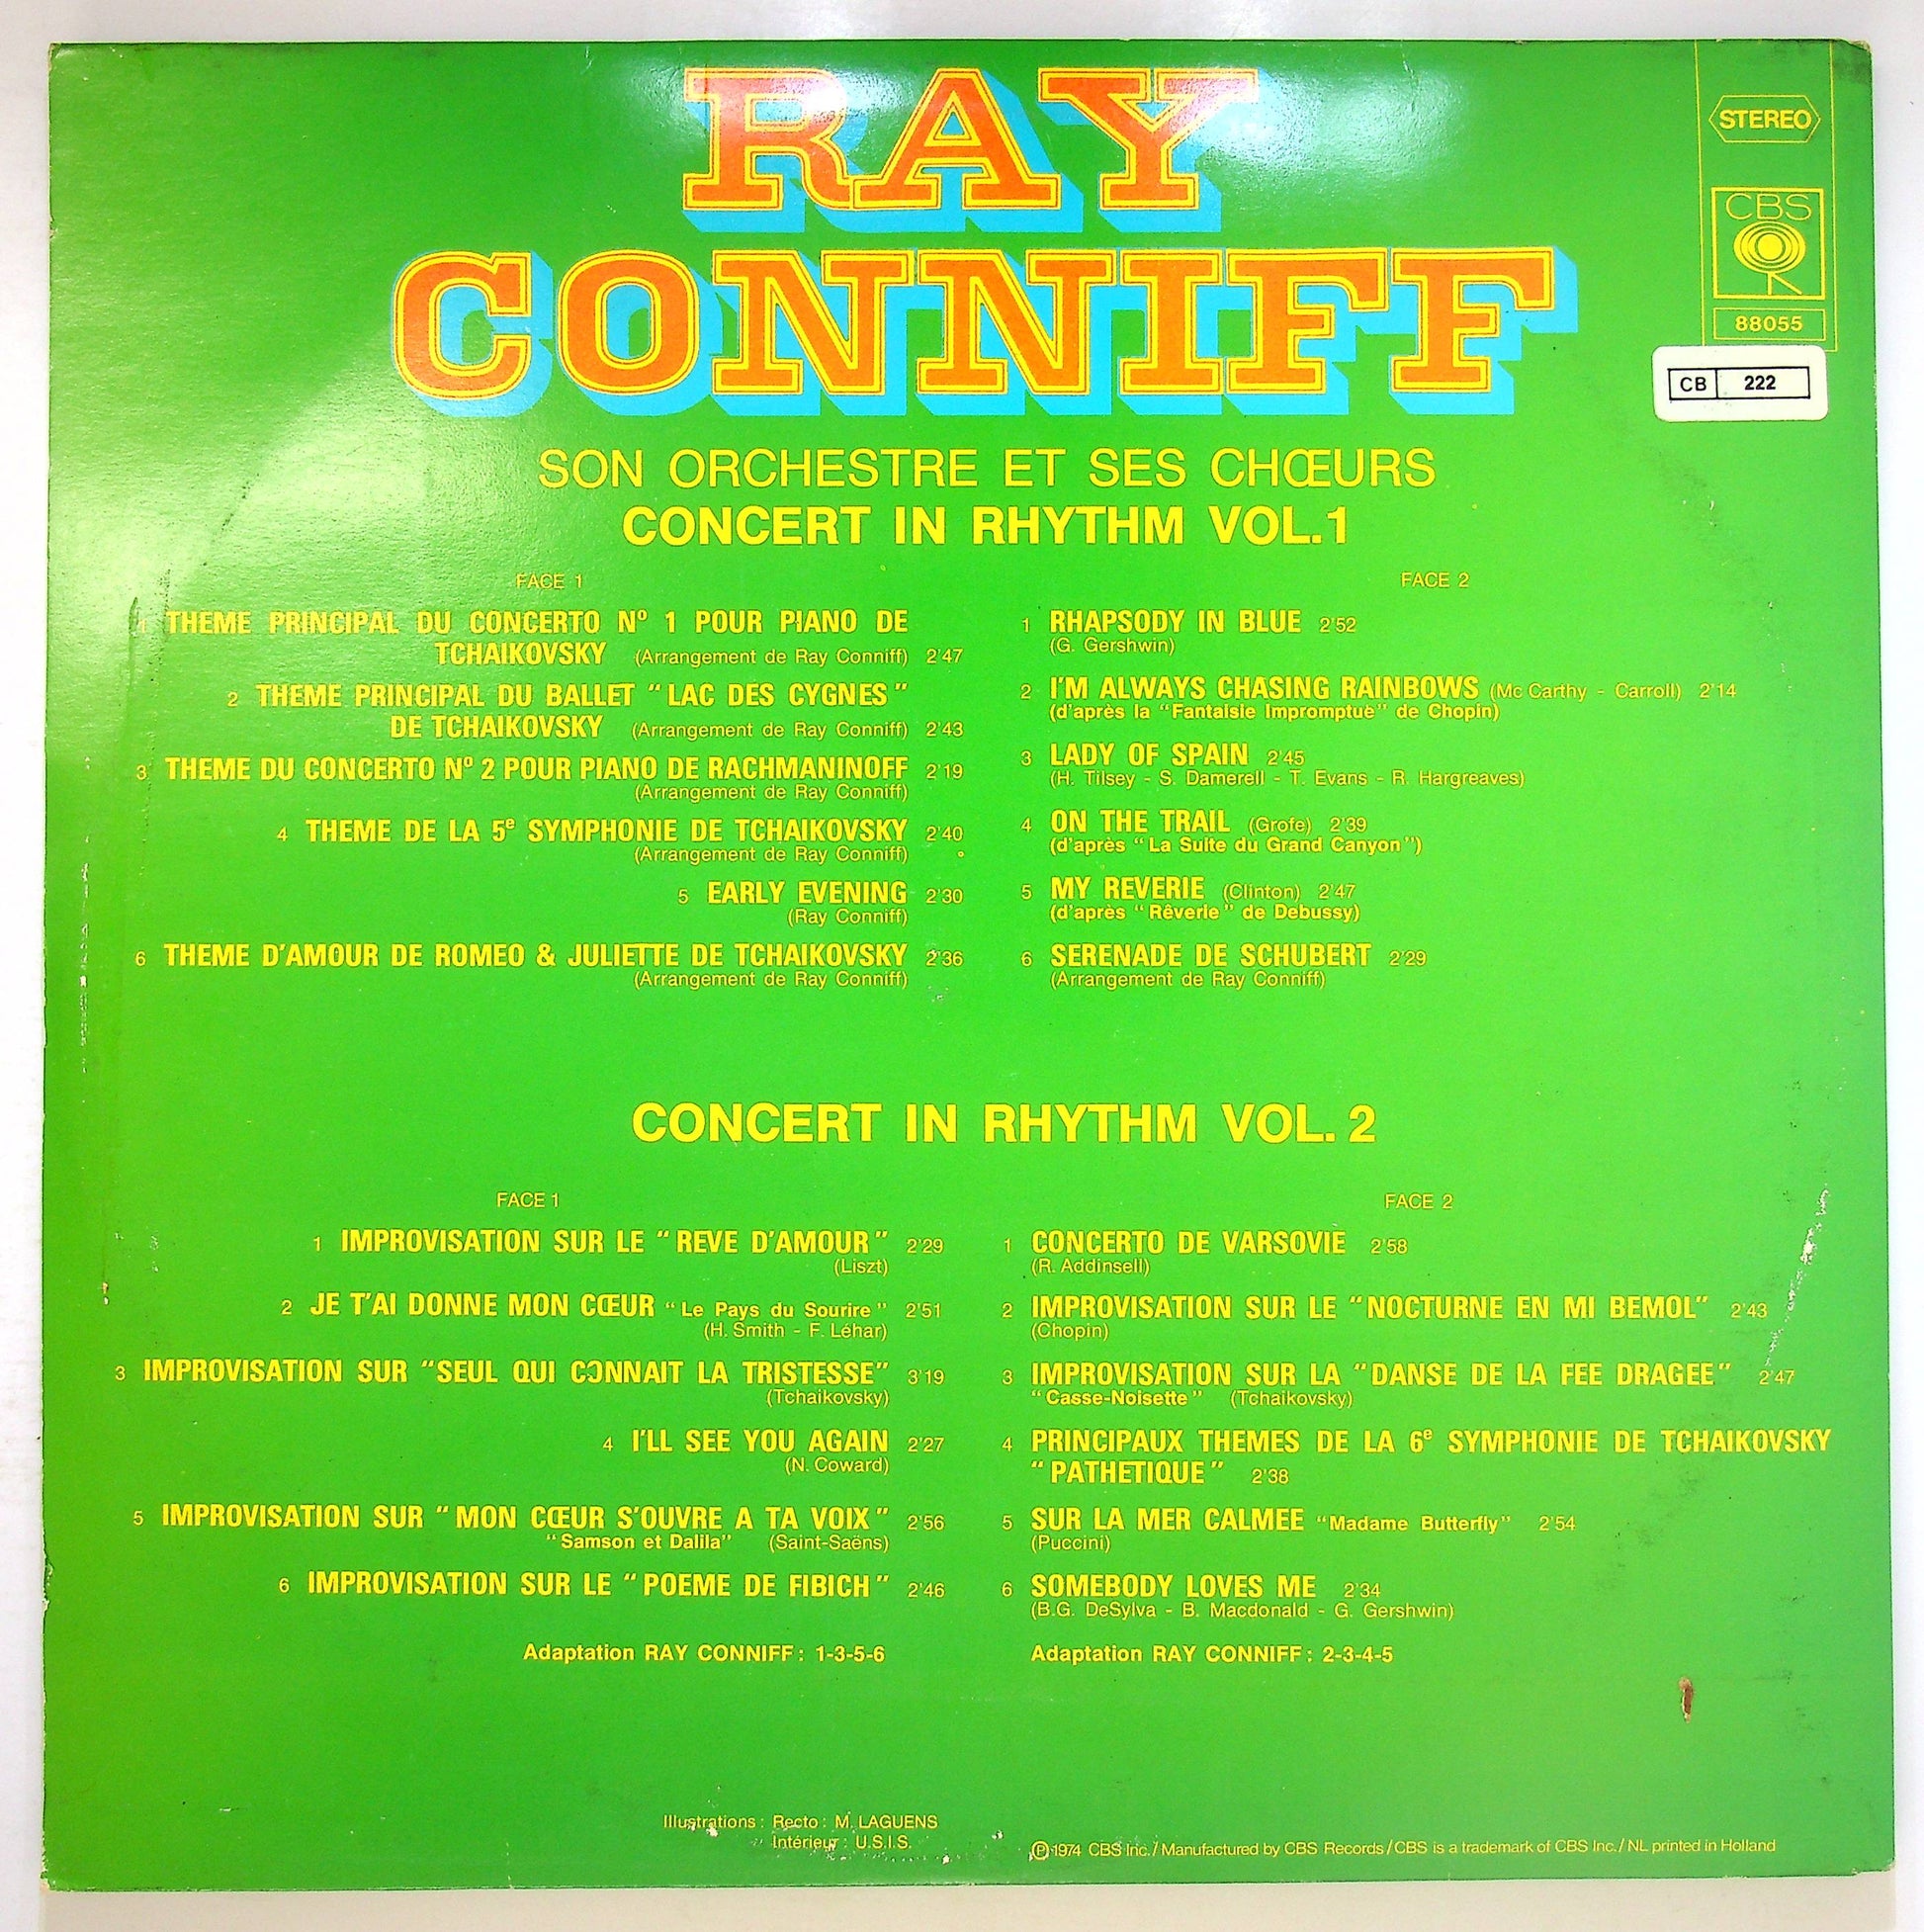 RAY
CONNIFF
STEREO
CBS
88055
CB 222
SON ORCHESTRE ET SES CHŒURS
CONCERT IN RHYTHM VOL.1
FACE 1
1 THEME PRINCIPAL DU CONCERTO Nº 1 POUR PIANO DE
TCHAIKOVSKY (Arrangement de Ray Conniff) 2'47
2 THEME PRINCIPAL DU BALLET "LAC DES CYGNES"
DE TCHAIKOVSKY (Arrangement de Ray Conniff) 2'43
3 THEME DU CONCERTO Nº 2 POUR PIANO DE RACHMANINOFF 2'19
(Arrangement de Ray Conniff)
4 THEME DE LA 5e SYMPHONIE DE TCHAIKOVSKY 2'40
(Arrangement de Ray Conniff)
5 EARLY EVENING 2'30
(Ray Conniff)
6 THEME D'AMOUR DE ROMEO & JULIETTE DE TCHAIKOVSKY 2'36
(Arrangement de Ray Conniff)
FACE 2
1 RHAPSODY IN BLUE 2'52
(G. Gershwin)
2 I'M ALWAYS CHASING RAINBOWS (Mc Carthy - Carroll) 2'14
(d'après la "Fantaisie Impromptue" de Chopin)
3 LADY OF SPAIN 2'45
(H. Tilsey - S. Damerell - T. Evans - R. Hargreaves)
4 ON THE TRAIL (Grofe) 2'39
(d'après "La Suite du Grand Canyon")
5 MY REVERIE (Clinton) 2'47
(d'après "Rêverie" de Debussy)
6 SERENADE DE SCHUBERT 2'29
(Arrangement de Ray Conniff)
CONCERT IN RHYTHM VOL. 2
FACE 1
1 IMPROVISATION SUR LE "REVE D'AMOUR" 2'29
(Liszt)
2 JE T'AI DONNE MON CŒUR "Le Pays du Sourire" 2'51
(H. Smith - F. Léhar)
3 IMPROVISATION SUR "SEUL QUI CONNAIT LA TRISTESSE" 3'19
(Tchaikovsky)
4 I'LL SEE YOU AGAIN 2'27
(N. Coward)
5 IMPROVISATION SUR "MON CŒUR S'OUVRE A TA VOIX" 2'56
"Samson et Dalila" (Saint-Saëns)
6 IMPROVISATION SUR LE "POEME DE FIBICH" 2'46
Adaptation RAY CONNIFF : 1-3-5-6
FACE 2
1 CONCERTO DE VARSOVIE 2'58
(R. Addinsell)
2 IMPROVISATION SUR LE "NOCTURNE EN MI BEMOL" 2'43
(Chopin)
3 IMPROVISATION SUR LA "DANSE DE LA FEE DRAGEE" 2'47
"Casse-Noisette" (Tchaikovsky)
4 PRINCIPAUX THEMES DE LA 6e SYMPHONIE DE TCHAIKOVSKY
"PATHETIQUE" 2'38
5 SUR LA MER CALMEE "Madame Butterfly" 2'54
(Puccini)
6 SOMEBODY LOVES ME 2'34
(B.G. DeSylva - B. Macdonald - G. Gershwin)
Adaptation RAY CONNIFF : 2-3-4-5
Illustrations : Recto : M. LAGUENS
" Intérieur : U.S.I.S.
℗ 1974 CBS Inc. / Manufactured by CBS Records / CBS is a trademark of CBS Inc. / NL printed in Holland